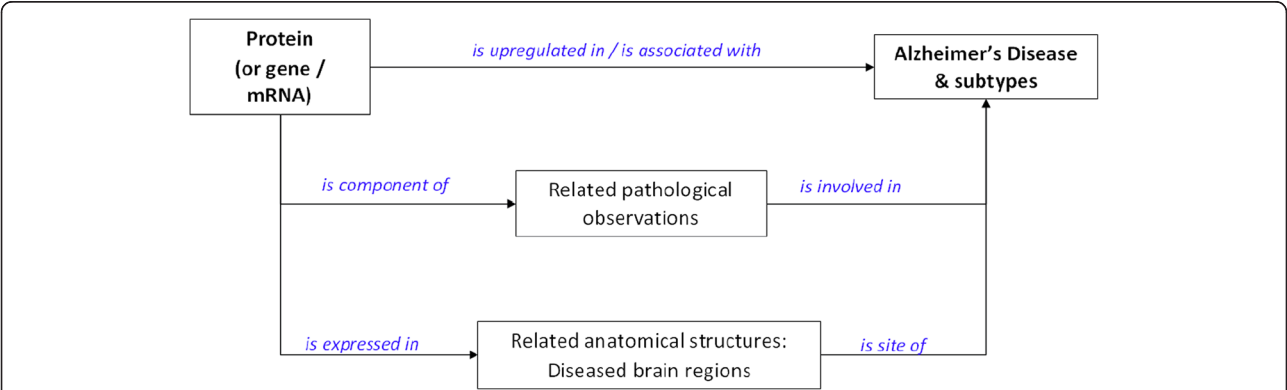 Protein
(or gene /
mRNA)
is upregulated in / is associated with
Alzheimer's Disease
& subtypes
is component of
Related pathological
observations
is involved in
is expressed in
Related anatomical structures:
Diseased brain regions
is site of